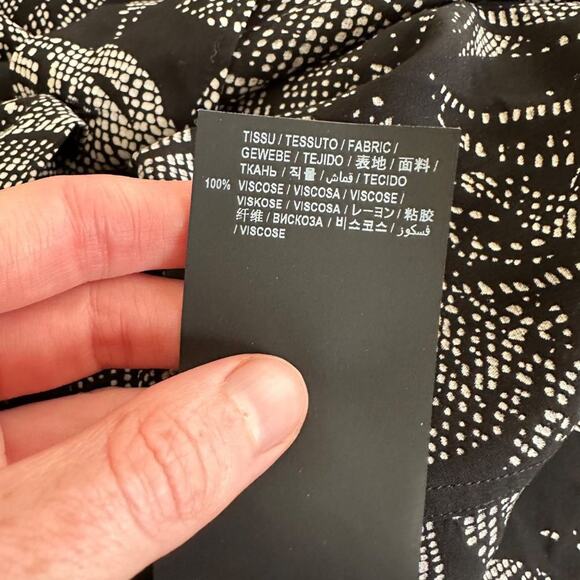 TISSU / TESSUTO / FABRIC /
GEWEBE / TEJIDO / 表地 / 面料 /
ТКАНЬ / 직물 / قماش / TECIDO
100% VISCOSE / VISCOSA / VISCOSE /
VISKOSE / VISCOSA / レーヨン / 粘胶
纤维 / ВИСКОЗА / 비스코스 / فسكوز
/ VISCOSE